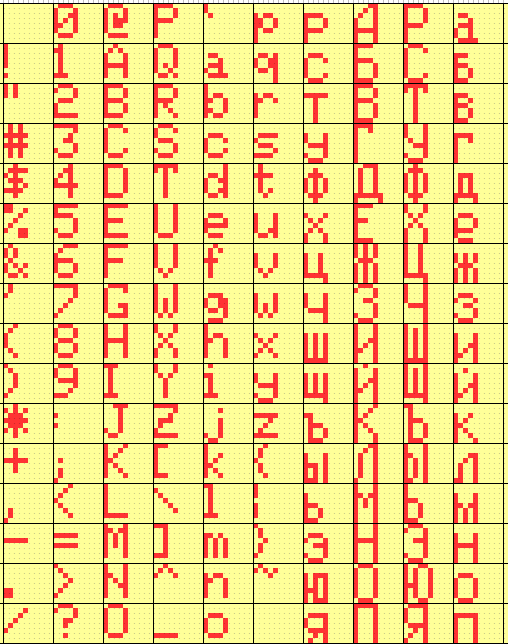 0 @ P ` p р А Р а
! 1 A Q a q с Б С б
" 2 B R b r т В Т в
# 3 C S c s у Г У г
$ 4 D T d t ф Д Ф д
% 5 E U e u х Е Х е
& 6 F V f v ц Ж Ц ж
' 7 G W g w ч З Ч з
( 8 H X h x ш И Ш и
) 9 I Y i y щ Й Щ й
* : J Z j z ъ К Ъ к
+ ; K [ k { ы Л Ы л
, < L \ l | ь М Ь м
- = M ] m } э Н Э н
. > N ^ n ~ ю О Ю о
/ ? O _ o я П Я п